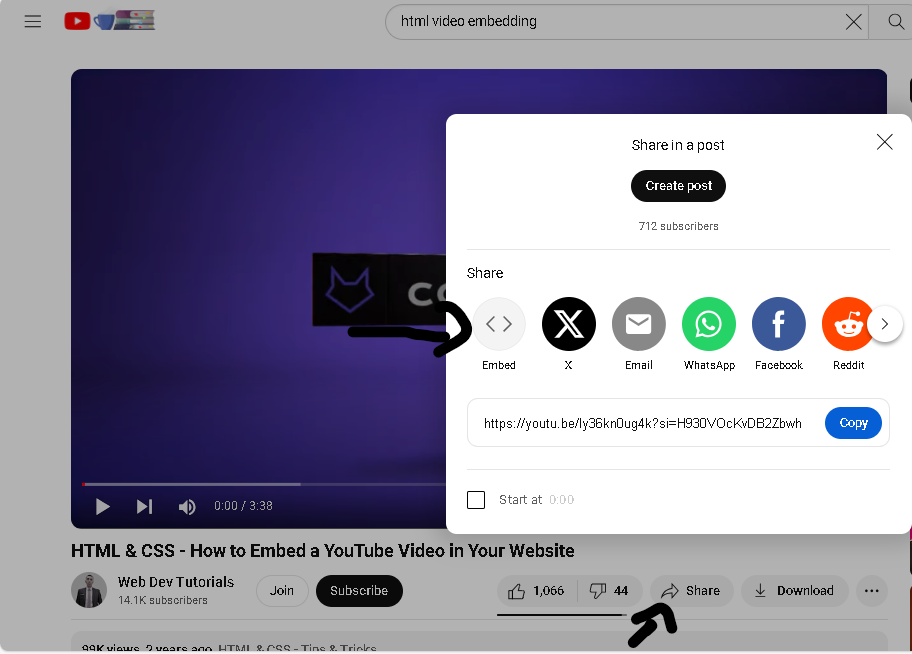 html video embedding
Share in a post
Create post
712 subscribers
Share
Embed
X
Email
WhatsApp
Facebook
Reddit
https://youtu.be/ly36kn0ug4k?si=H930VOcKvDB2Zbwh
Copy
Start at 0:00
0:00 / 3:38
HTML & CSS - How to Embed a YouTube Video in Your Website
Web Dev Tutorials
14.1K subscribers
Join
Subscribe
1,066
44
Share
Download
99K views 2 years ago HTML & CSS - Tips & Tricks